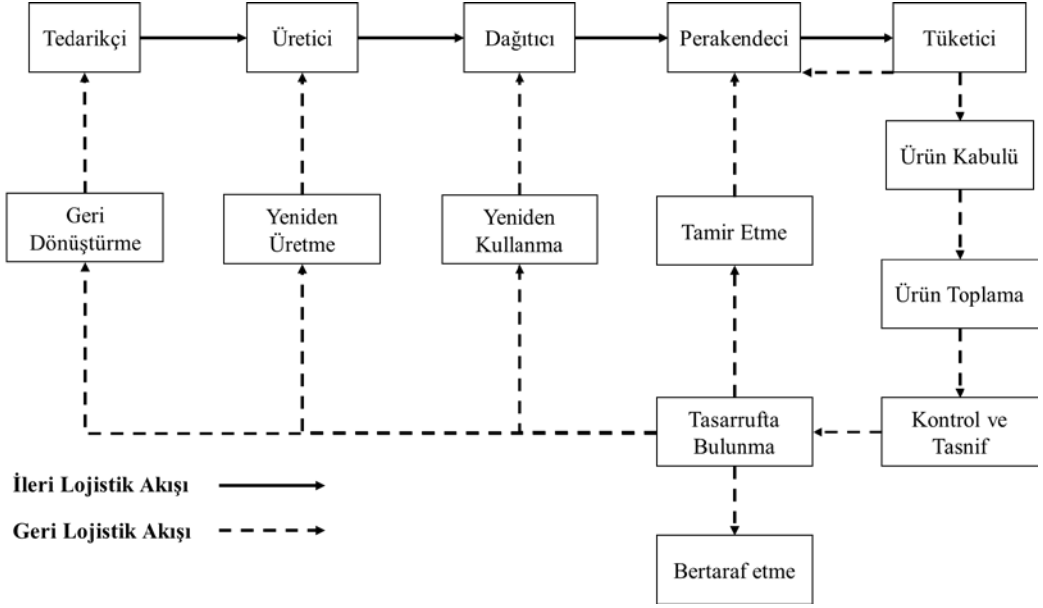 Tedarikçi
Üretici
Dağıtıcı
Perakendeci
Tüketici
Ürün Kabulü
Geri
Dönüştürme
Yeniden
Üretme
Yeniden
Kullanma
Tamir Etme
Ürün Toplama
Tasarrufta
Bulunma
Kontrol ve
Tasnif
İleri Lojistik Akışı
Geri Lojistik Akışı
Bertaraf etme